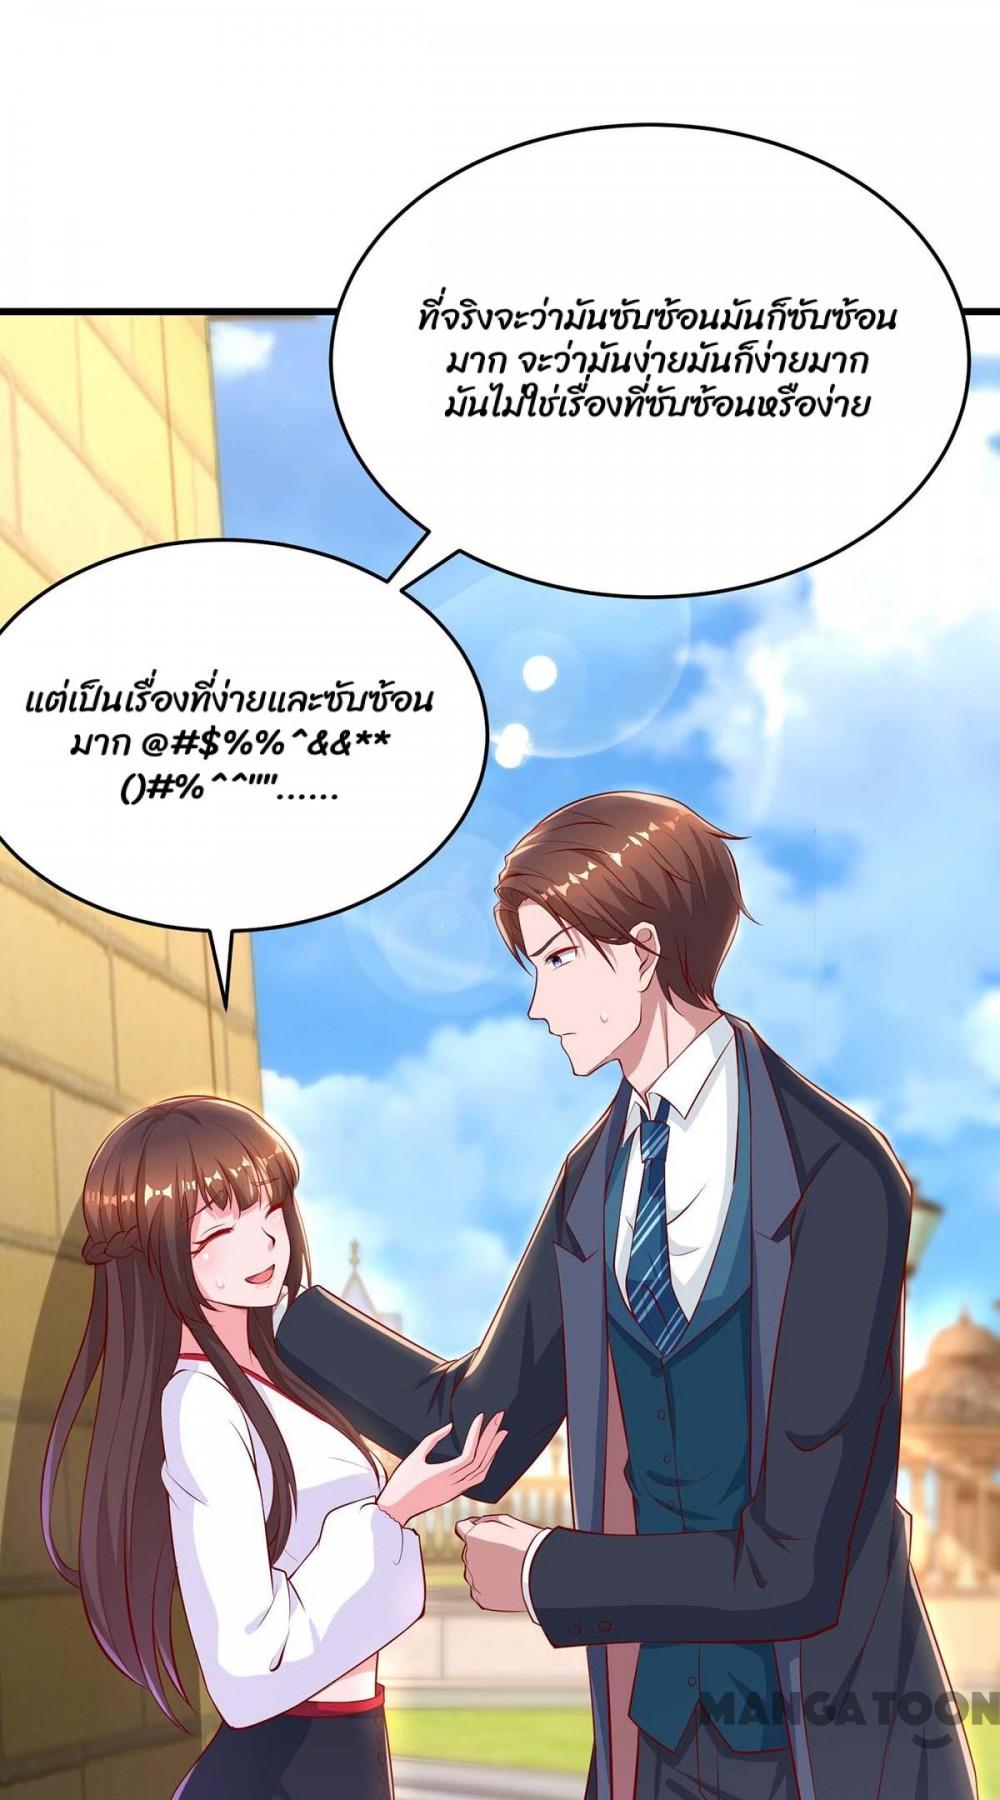 ที่จริงจะว่ามันซับซ้อนมันก็ซับซ้อน
มาก จะว่ามันง่ายมันก็ง่ายมาก
มันไม่ใช่เรื่องที่ซับซ้อนหรือง่าย
แต่เป็นเรื่องที่ง่ายและซับซ้อน
มาก @#$%%^&&**
()#%^^""......
MANGATOON